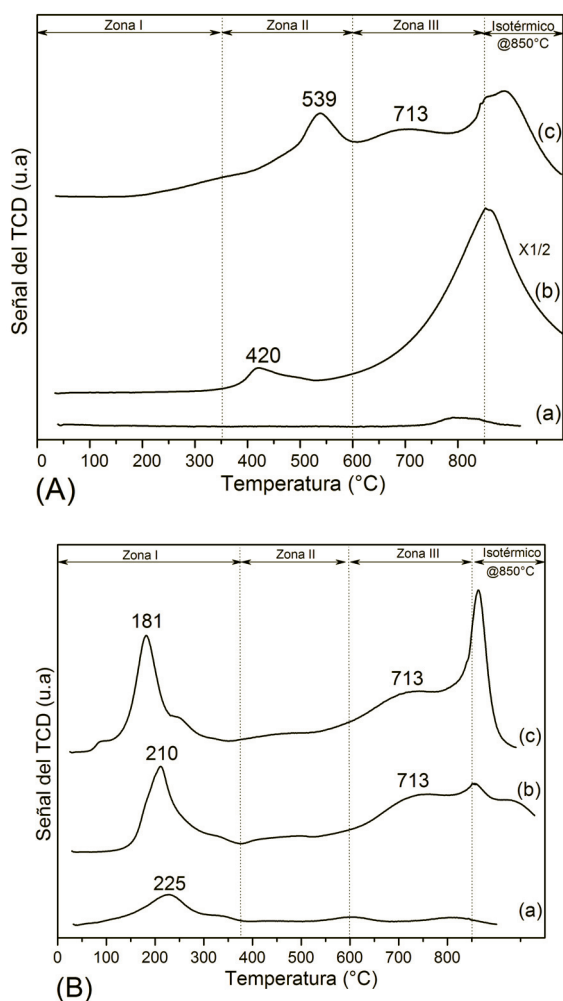 Zona I Zona II Zona III Isotérmico
@850°C
539
713
(c)
X1/2
(b)
420
(a)
Señal del TCD (u.a)
0 100 200 300 400 500 600 700 800
Temperatura (°C)
(A)
Zona I Zona II Zona III Isotérmico
@850°C
181
713
(c)
210
713
(b)
225
(a)
Señal del TCD (u.a)
0 100 200 300 400 500 600 700 800
Temperatura (°C)
(B)